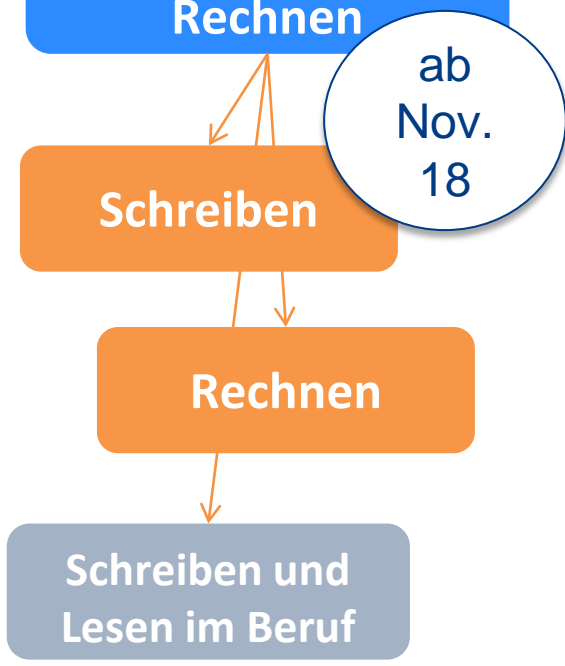 Rechnen
ab
Nov.
18
Schreiben
Rechnen
Schreiben und
Lesen im Beruf